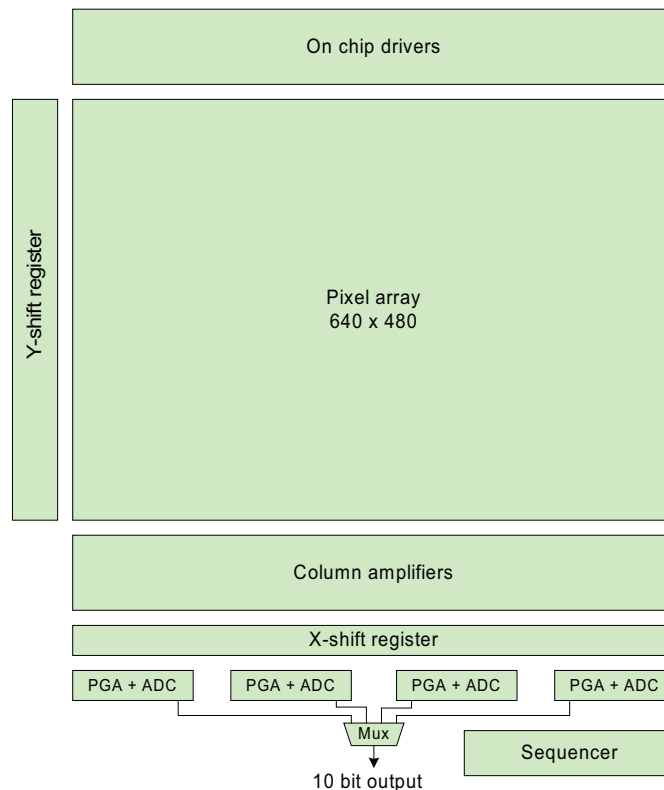 On chip drivers
Y-shift register
Pixel array
640 x 480
Column amplifiers
X-shift register
PGA + ADC
PGA + ADC
PGA + ADC
PGA + ADC
Mux
Sequencer
10 bit output